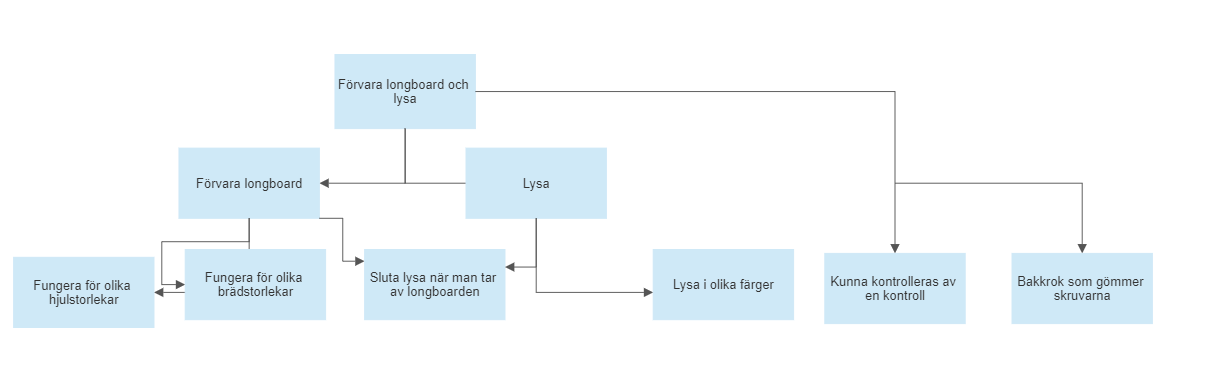 Förvara longboard och
lysa
Förvara longboard
Lysa
Fungera för olika
hjulstorlekar
Fungera för olika
brädstorlekar
Sluta lysa när man tar
av longboarden
Lysa i olika färger
Kunna kontrolleras av
en kontroll
Bakkrok som gömmer
skruvarna